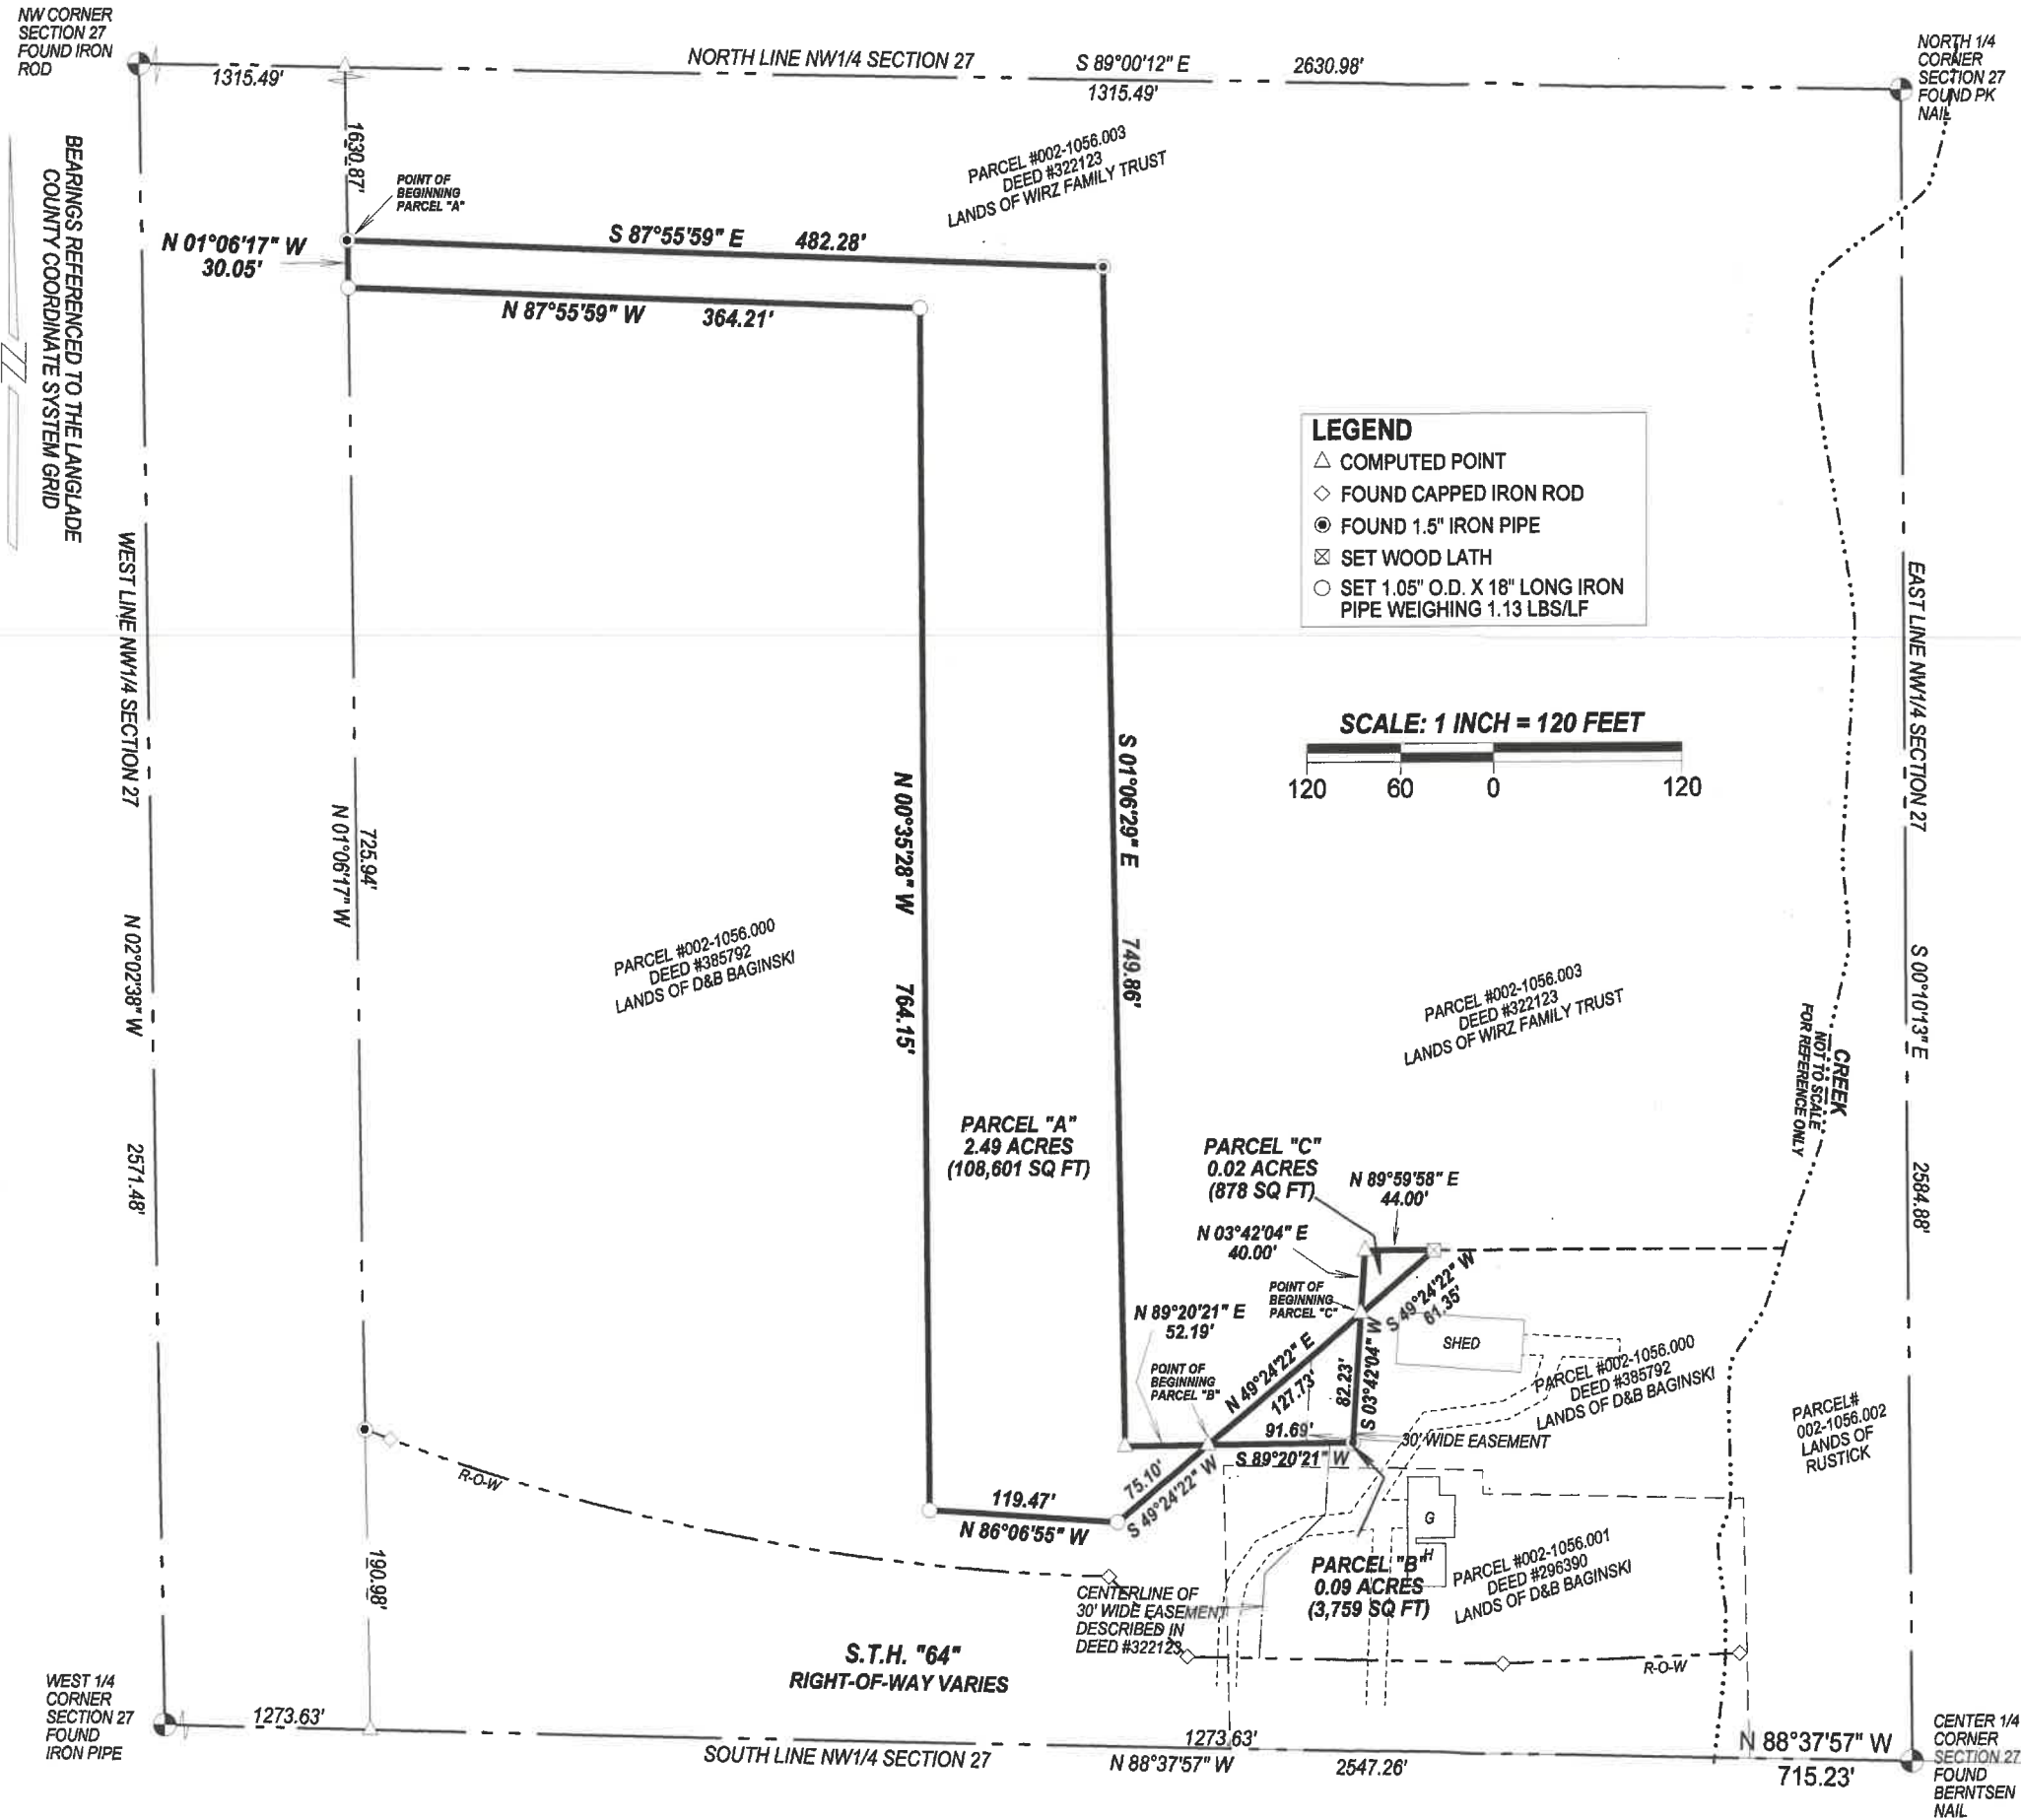 NW CORNER
SECTION 27
FOUND IRON
ROD
1315.49'
NORTH LINE NW1/4 SECTION 27
S 89°00'12" E
2630.98'
1315.49'
NORTH 1/4
CORNER
SECTION 27
FOUND PK
NAIL
BEARINGS REFERENCED TO THE LANGLADE
COUNTY COORDINATE SYSTEM GRID
N
1630.87'
POINT OF
BEGINNING
PARCEL "A"
PARCEL #002-1056.003
DEED #322123
LANDS OF WIRZ FAMILY TRUST
N 01°06'17" W
30.05'
S 87°55'59" E 482.28'
N 87°55'59" W 364.21'
LEGEND
COMPUTED POINT
FOUND CAPPED IRON ROD
FOUND 1.5" IRON PIPE
SET WOOD LATH
SET 1.05" O.D. X 18" LONG IRON
PIPE WEIGHING 1.13 LBS/LF
SCALE: 1 INCH = 120 FEET
120 60 0 120
WEST LINE NW1/4 SECTION 27
N 02°02'38" W
2571.48'
725.94'
N 01°06'17" W
N 00°35'28" W 764.15'
S 01°06'29" E 749.86'
EAST LINE NW1/4 SECTION 27
S 00°10'13" E
2584.88'
PARCEL #002-1056.000
DEED #385792
LANDS OF D&B BAGINSKI
PARCEL #002-1056.003
DEED #322123
LANDS OF WIRZ FAMILY TRUST
CREEK
NOT TO SCALE
FOR REFERENCE ONLY
PARCEL "A"
2.49 ACRES
(108,601 SQ FT)
PARCEL "C"
0.02 ACRES
(878 SQ FT)
N 89°59'58" E
44.00'
N 03°42'04" E
40.00'
POINT OF
BEGINNING
PARCEL "C"
S 49°24'22" W
61.35'
N 89°20'21" E
52.19'
POINT OF
BEGINNING
PARCEL "B"
N 49°24'22" E
127.73'
82.23'
S 03°42'04" W
SHED
PARCEL #002-1056.000
DEED #385792
LANDS OF D&B BAGINSKI
91.69'
S 89°20'21" W
30' WIDE EASEMENT
PARCEL#
002-1056.002
LANDS OF
RUSTICK
75.10'
S 49°24'22" W
119.47'
N 86°06'55" W
R-O-W
G
H
PARCEL "B"
0.09 ACRES
(3,759 SQ FT)
PARCEL #002-1056.001
DEED #296390
LANDS OF D&B BAGINSKI
CENTERLINE OF
30' WIDE EASEMENT
DESCRIBED IN
DEED #322123
190.98'
S.T.H. "64"
RIGHT-OF-WAY VARIES
R-O-W
WEST 1/4
CORNER
SECTION 27
FOUND
IRON PIPE
1273.63'
SOUTH LINE NW1/4 SECTION 27
1273.63'
N 88°37'57" W
2547.26'
N 88°37'57" W
715.23'
CENTER 1/4
CORNER
SECTION 27
FOUND
BERNTSEN
NAIL